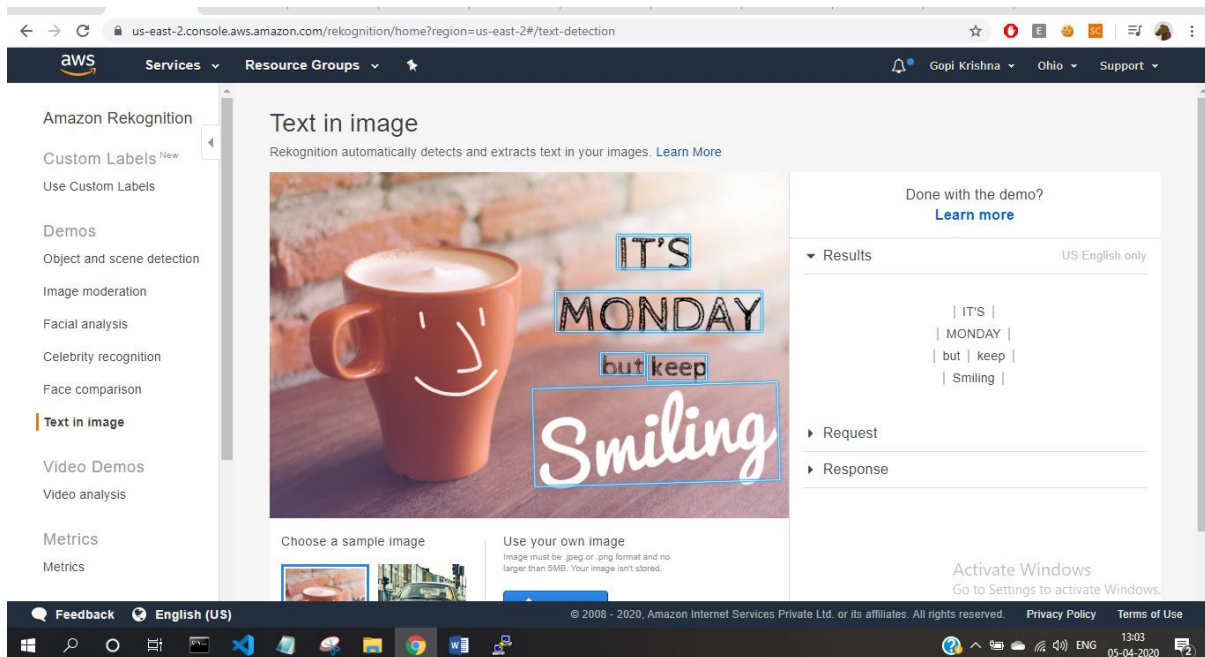 us-east-2.console.aws.amazon.com/rekognition/home?region=us-east-2#/text-detection
aws Services Resource Groups Gopi Krishna Ohio Support
Amazon Rekognition
Custom Labels New
Use Custom Labels
Demos
Object and scene detection
Image moderation
Facial analysis
Celebrity recognition
Face comparison
Text in image
Video Demos
Video analysis
Metrics
Metrics
Text in image
Rekognition automatically detects and extracts text in your images. Learn More
IT'S
MONDAY
but keep
Smiling
Choose a sample image
Use your own image
Image must be .jpeg or .png format and no
larger than 5MB. Your image isn't stored.
Done with the demo?
Learn more
Results US English only
| IT'S |
| MONDAY |
| but | keep |
| Smiling |
Request
Response
Activate Windows
Go to Settings to activate Windows.
Feedback English (US) © 2008 - 2020, Amazon Internet Services Private Ltd. or its affiliates. All rights reserved. Privacy Policy Terms of Use
ENG
13:03
05-04-2020